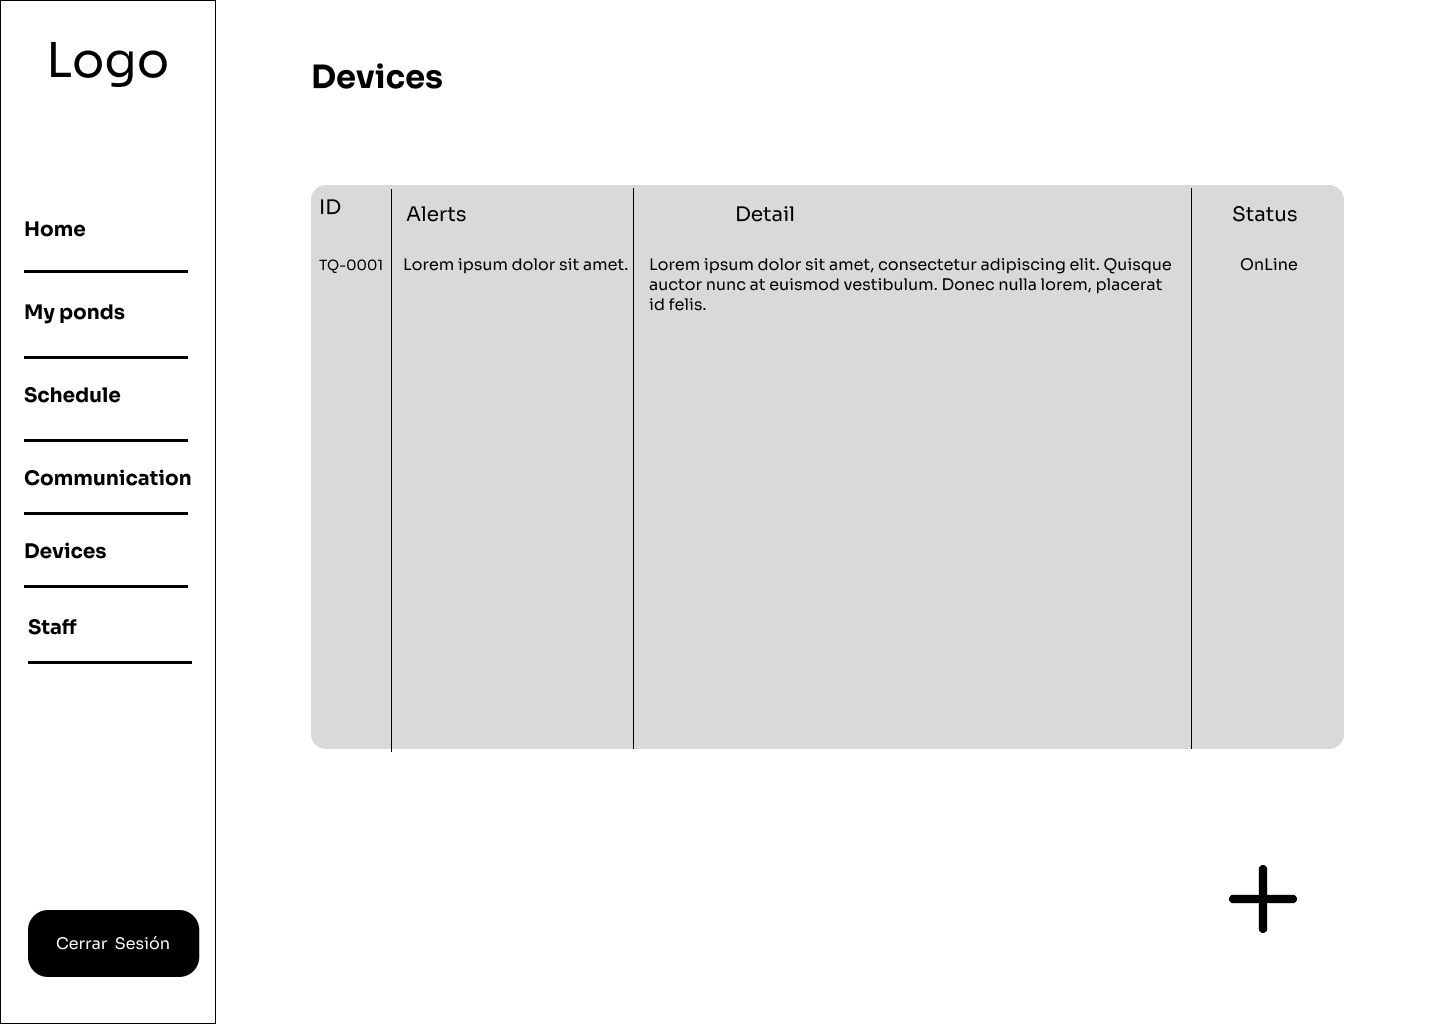 Logo
Home
My ponds
Schedule
Communication
Devices
Staff
Cerrar Sesión
Devices
ID
Alerts
Detail
Status
TQ-0001
Lorem ipsum dolor sit amet.
Lorem ipsum dolor sit amet, consectetur adipiscing elit. Quisque
auctor nunc at euismod vestibulum. Donec nulla lorem, placerat
id felis.
OnLine